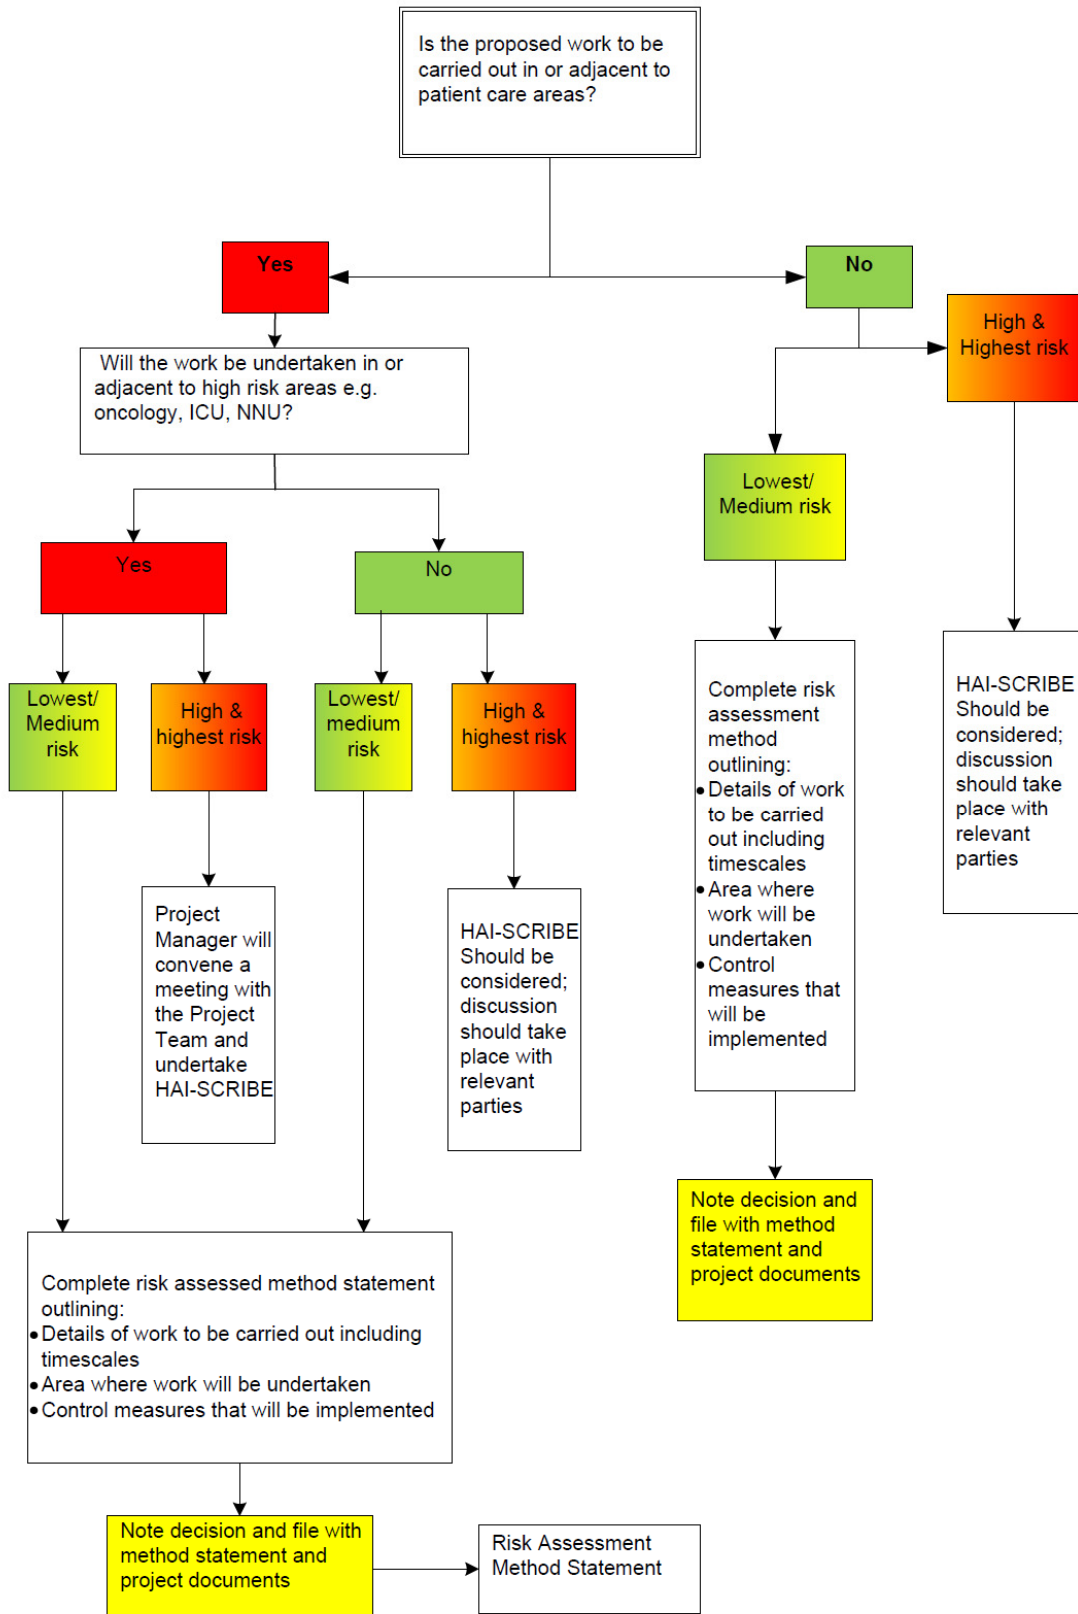 Is the proposed work to be
carried out in or adjacent to
patient care areas?
Yes
No
High &
Highest risk
Will the work be undertaken in or
adjacent to high risk areas e.g.
oncology, ICU, NNU?
Lowest/
Medium risk
Yes
No
Lowest/
Medium
risk
High &
highest risk
Lowest/
medium
risk
High &
highest risk
Complete risk
assessment
method
outlining:
• Details of work
to be carried
out including
timescales
• Area where
work will be
undertaken
• Control
measures that
will be
implemented
HAI-SCRIBE
Should be
considered;
discussion
should take
place with
relevant
parties
Project
Manager will
convene a
meeting with
the Project
Team and
undertake
HAI-SCRIBE
HAI-SCRIBE
Should be
considered;
discussion
should take
place with
relevant
parties
Note decision and
file with method
statement and
project documents
Complete risk assessed method statement
outlining:
• Details of work to be carried out including
timescales
• Area where work will be undertaken
• Control measures that will be implemented
Note decision and file with
method statement and
project documents
Risk Assessment
Method Statement